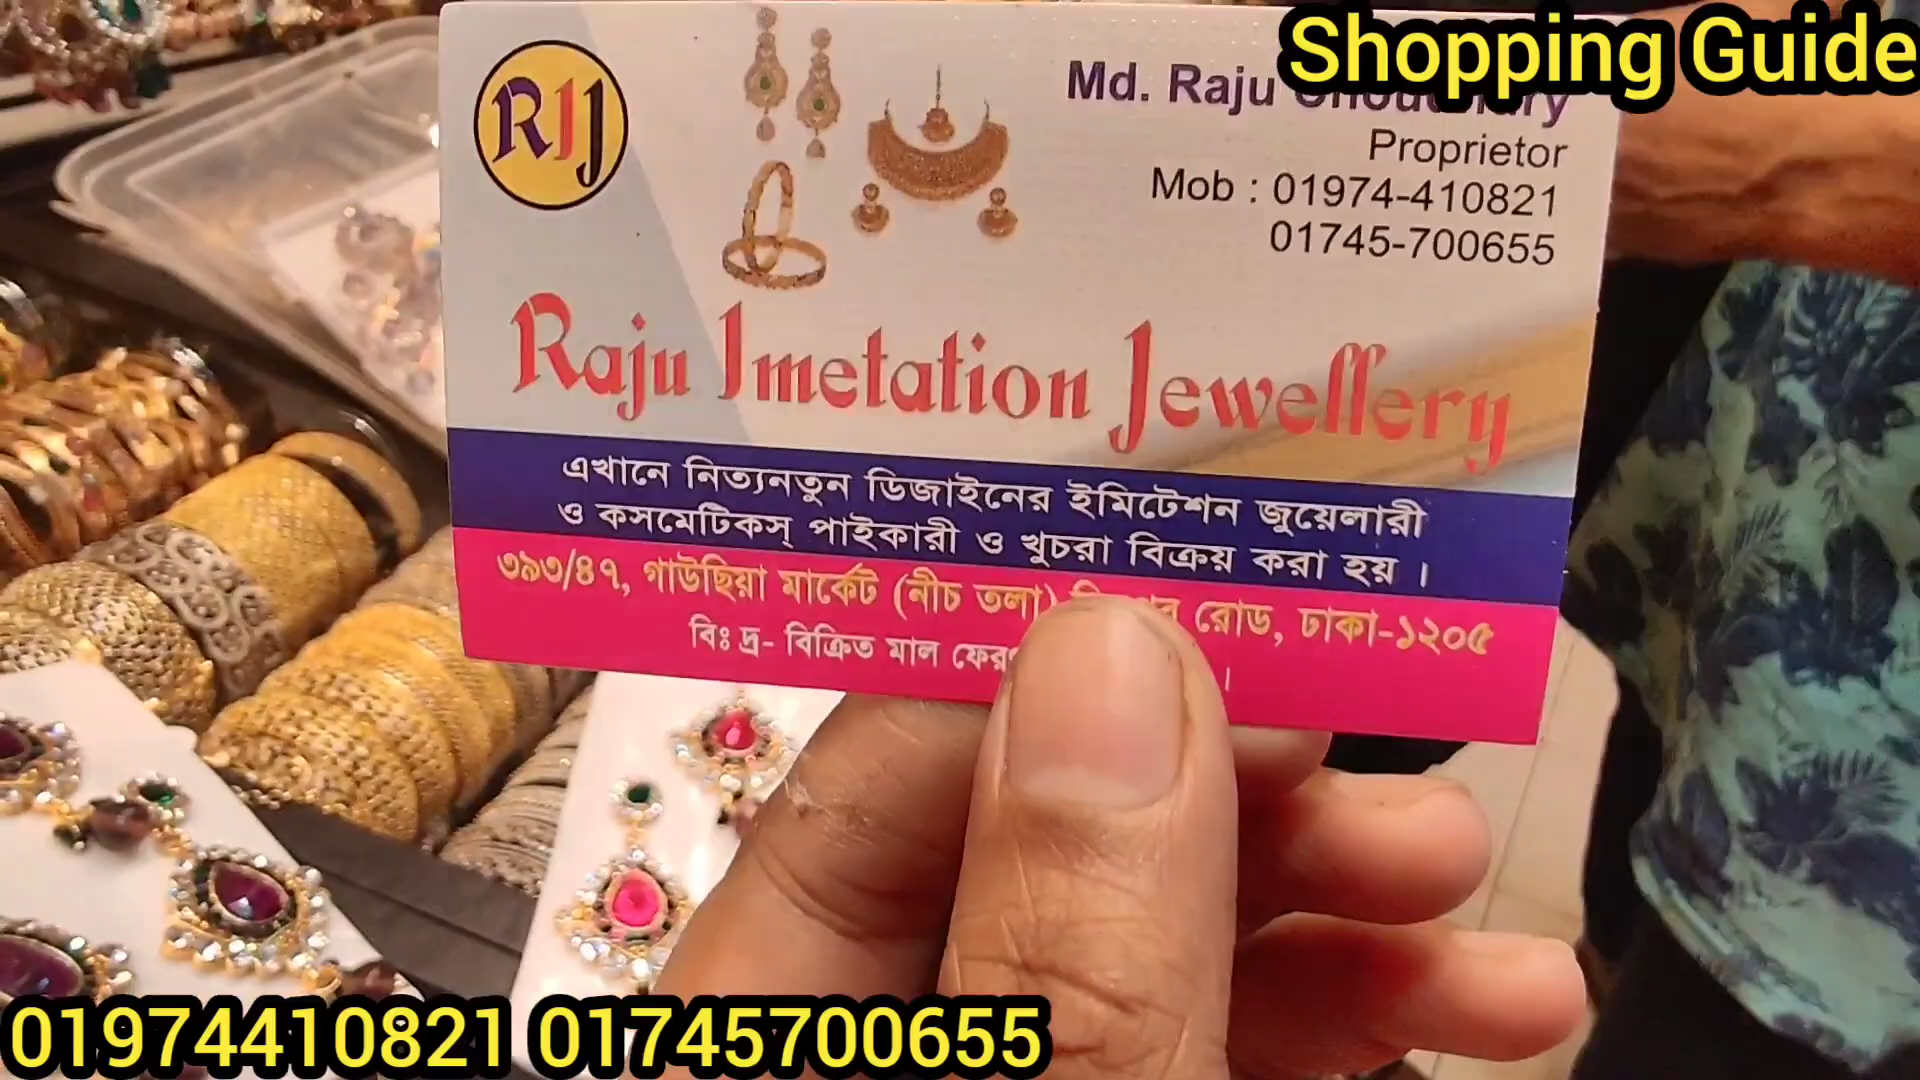 Shopping Guide
RIJ
Md. Raju
Proprietor
Mob : 01974-410821
01745-700655
Raju Imetation Jewellery
এখানে নিত্যনতুন ডিজাইনের ইমিটেশন জুয়েলারী
ও কসমেটিকস্ পাইকারী ও খুচরা বিক্রয় করা হয় ।
৩৯৩/৪৭, গাউছিয়া মার্কেট (নীচ তলা) রোড, ঢাকা-১২০৫
বিঃ দ্র- বিক্রিত মাল
01974410821 01745700655